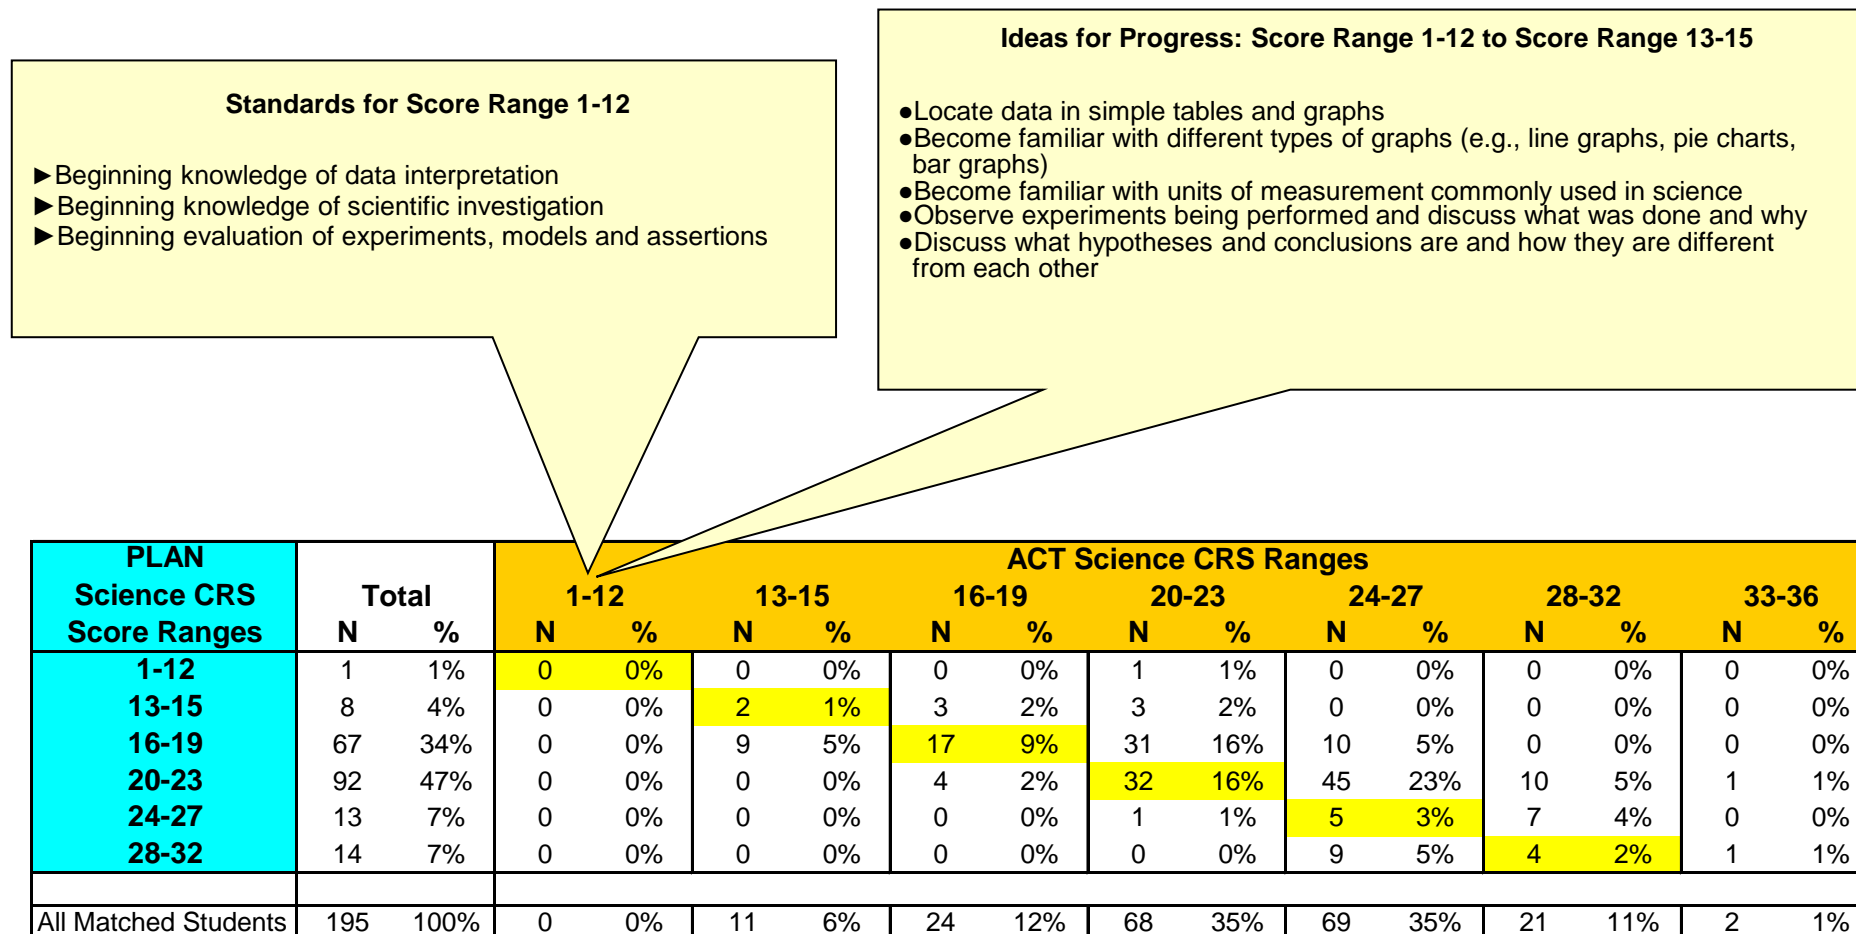 Standards for Score Range 1-12
►Beginning knowledge of data interpretation
►Beginning knowledge of scientific investigation
►Beginning evaluation of experiments, models and assertions
Ideas for Progress: Score Range 1-12 to Score Range 13-15
●Locate data in simple tables and graphs
●Become familiar with different types of graphs (e.g., line graphs, pie charts,
bar graphs)
●Become familiar with units of measurement commonly used in science
●Observe experiments being performed and discuss what was done and why
●Discuss what hypotheses and conclusions are and how they are different
from each other
PLAN ACT Science CRS Ranges
Science CRS Total 1-12 13-15 16-19 20-23 24-27 28-32 33-36
Score Ranges N % N % N % N % N % N % N % N %
1-12 1 1% 0 0% 0 0% 0 0% 1 1% 0 0% 0 0% 0 0%
13-15 8 4% 0 0% 2 1% 3 2% 3 2% 0 0% 0 0% 0 0%
16-19 67 34% 0 0% 9 5% 17 9% 31 16% 10 5% 0 0% 0 0%
20-23 92 47% 0 0% 0 0% 4 2% 32 16% 45 23% 10 5% 1 1%
24-27 13 7% 0 0% 0 0% 0 0% 1 1% 5 3% 7 4% 0 0%
28-32 14 7% 0 0% 0 0% 0 0% 0 0% 9 5% 4 2% 1 1%
All Matched Students 195 100% 0 0% 11 6% 24 12% 68 35% 69 35% 21 11% 2 1%